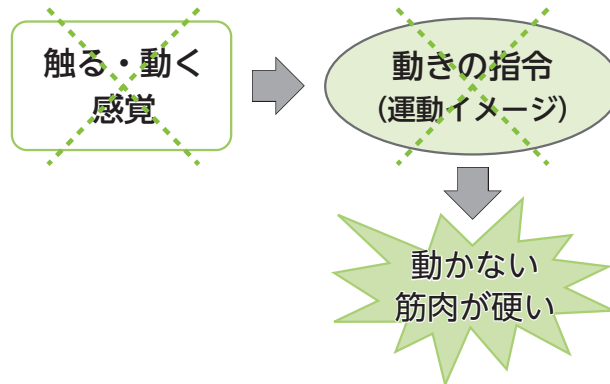 触る・動く
感覚
動きの指令
(運動イメージ)
動かない
筋肉が硬い